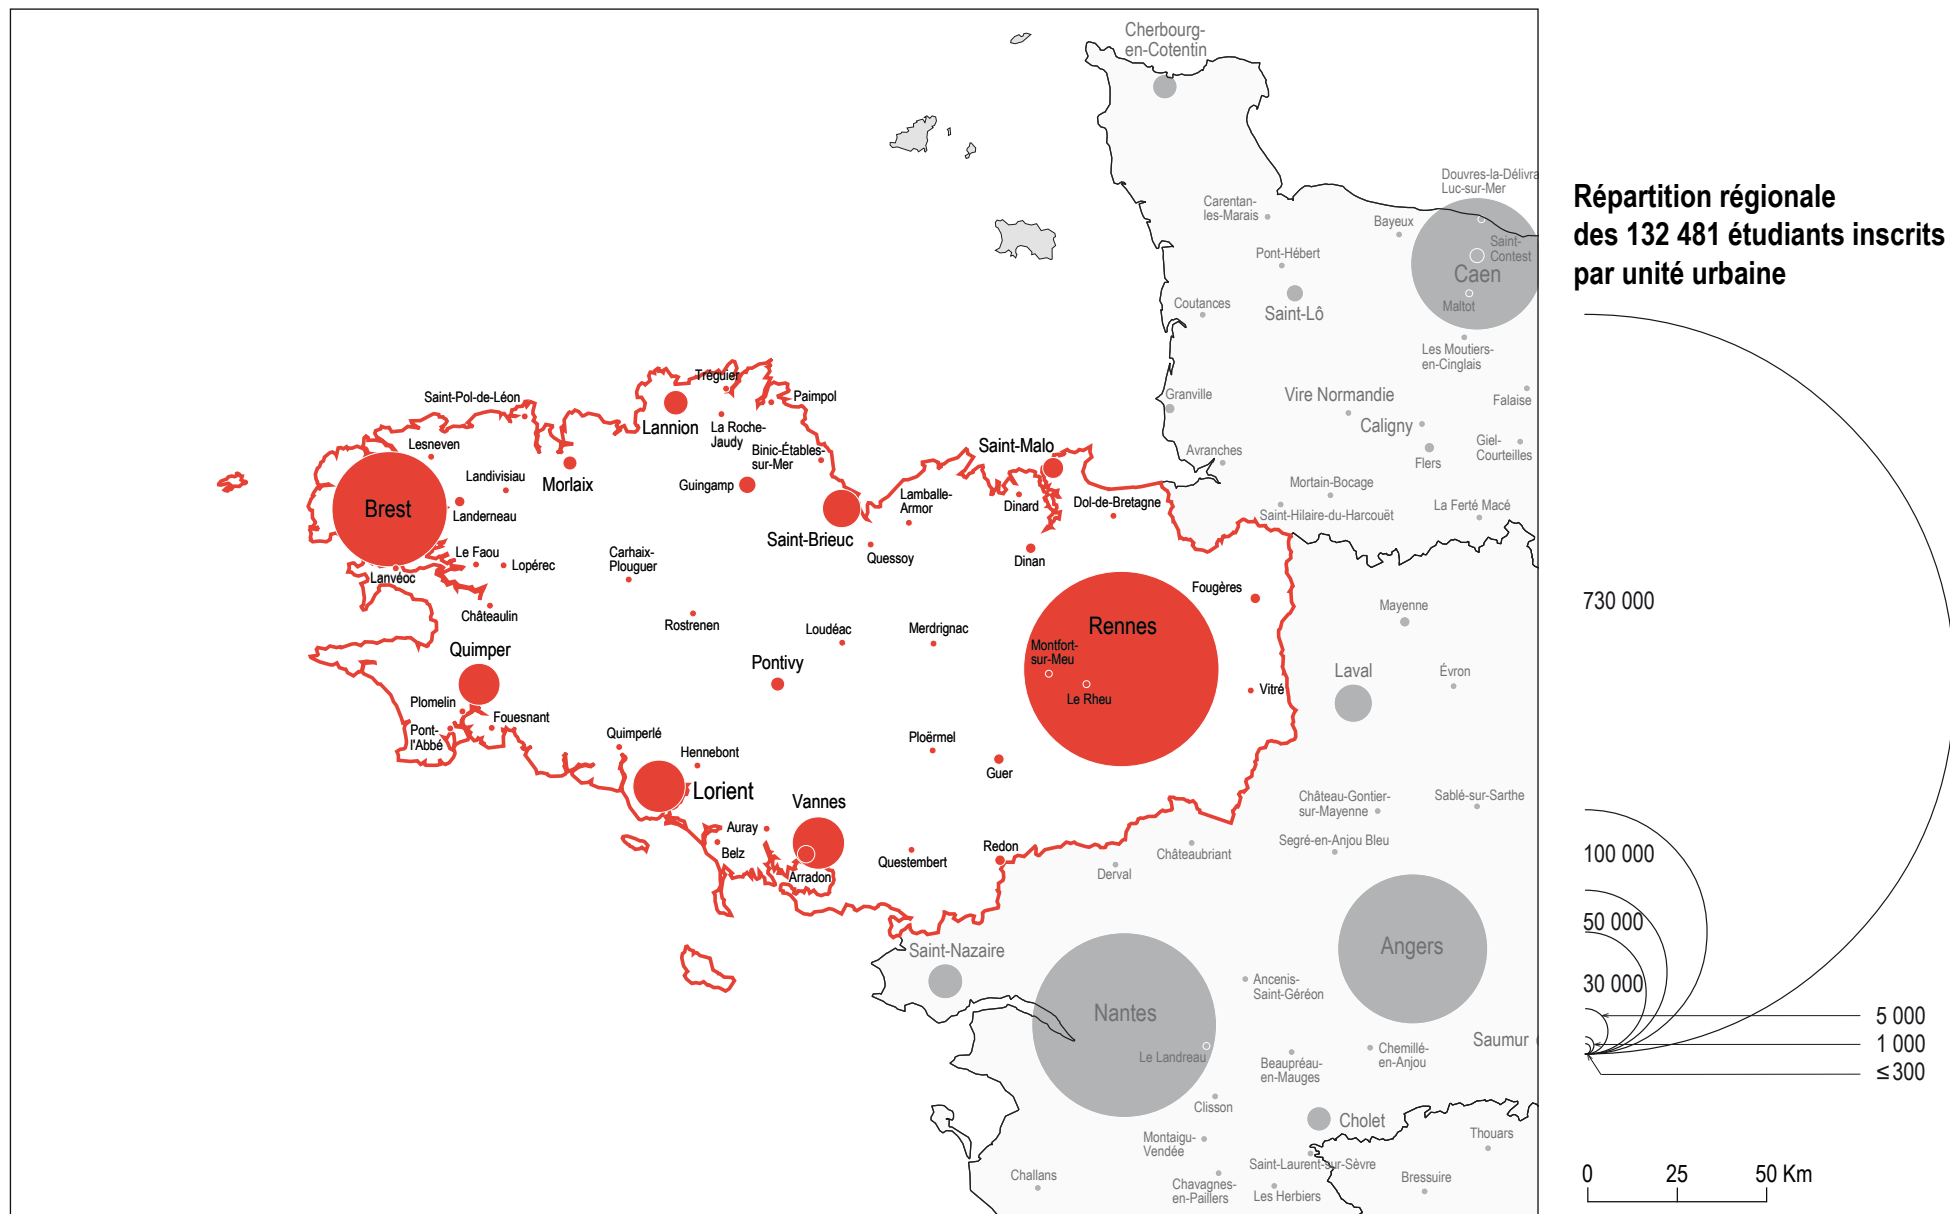 Cherbourg-
en-Cotentin
Douvres-la-Délivra
Luc-sur-Mer
Carentan-
les-Marais
Bayeux
Saint-
Contest
Pont-Hébert
Caen
Maltot
Coutances
Saint-Lô
Les Moutiers-
en-Cinglais
Granville
Vire Normandie
Falaise
Caligny
Giel-
Courteilles
Avranches
Flers
Mortain-Bocage
Saint-Hilaire-du-Harcouët
La Ferté Macé
Tréguier
Saint-Pol-de-Léon
Paimpol
Lannion
La Roche-
Jaudy
Lesneven
Binic-Étables-
sur-Mer
Saint-Malo
Landivisiau
Morlaix
Guingamp
Lamballe-
Armor
Dinard
Dol-de-Bretagne
Brest
Landerneau
Saint-Brieuc
Le Faou
Lopérec
Carhaix-
Plouguer
Quessoy
Dinan
Lanvéoc
Fougères
Châteaulin
Rostrenen
Loudéac
Merdrignac
Rennes
Mayenne
Quimper
Pontivy
Montfort-
sur-Meu
Laval
Évron
Le Rheu
Vitré
Plomelin
Fouesnant
Pont-
l'Abbé
Quimperlé
Hennebont
Ploërmel
Guer
Lorient
Vannes
Château-Gontier-
sur-Mayenne
Sablé-sur-Sarthe
Auray
Belz
Arradon
Questembert
Redon
Châteaubriant
Segré-en-Anjou Bleu
Derval
Saint-Nazaire
Angers
Ancenis-
Saint-Géréon
Nantes
Le Landreau
Saumur
Beaupréau-
en-Mauges
Chemillé-
en-Anjou
Clisson
Cholet
Montaigu-
Vendée
Thouars
Saint-Laurent-sur-Sèvre
Challans
Chavagnes-
en-Paillers
Les Herbiers
Bressuire
Répartition régionale
des 132 481 étudiants inscrits
par unité urbaine
730 000
100 000
50 000
30 000
5 000
1 000
≤ 300
0 25 50 Km